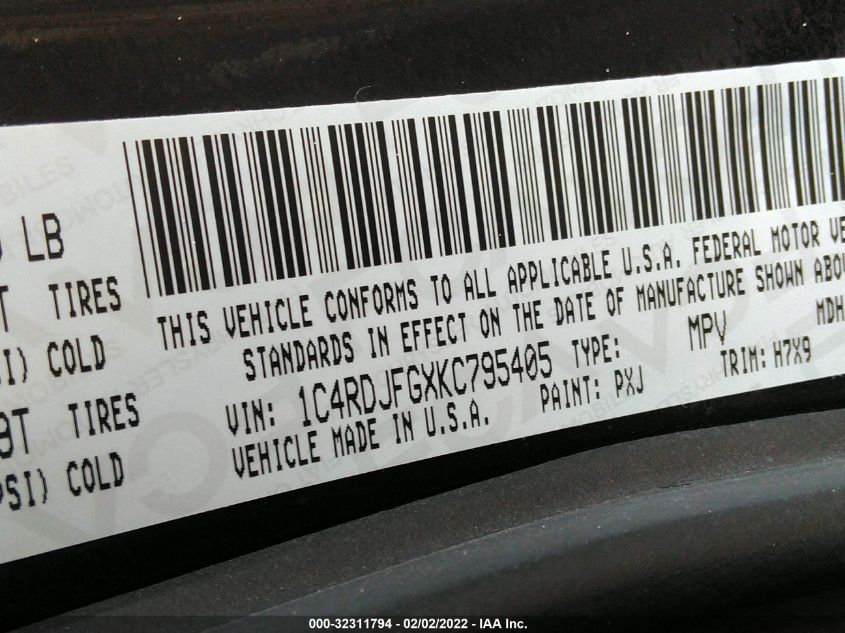 LB
TIRES
COLD
TIRES
COLD
THIS VEHICLE CONFORMS TO ALL APPLICABLE U.S.A. FEDERAL MOTOR
STANDARDS IN EFFECT ON THE DATE OF MANUFACTURE SHOWN
VIN: 1C4RDJFGXKC795405 TYPE: MPV MDH
VEHICLE MADE IN U.S.A. PAINT: PXJ TRIM: H7X9
000-32311794 - 02/02/2022 - IAA Inc.